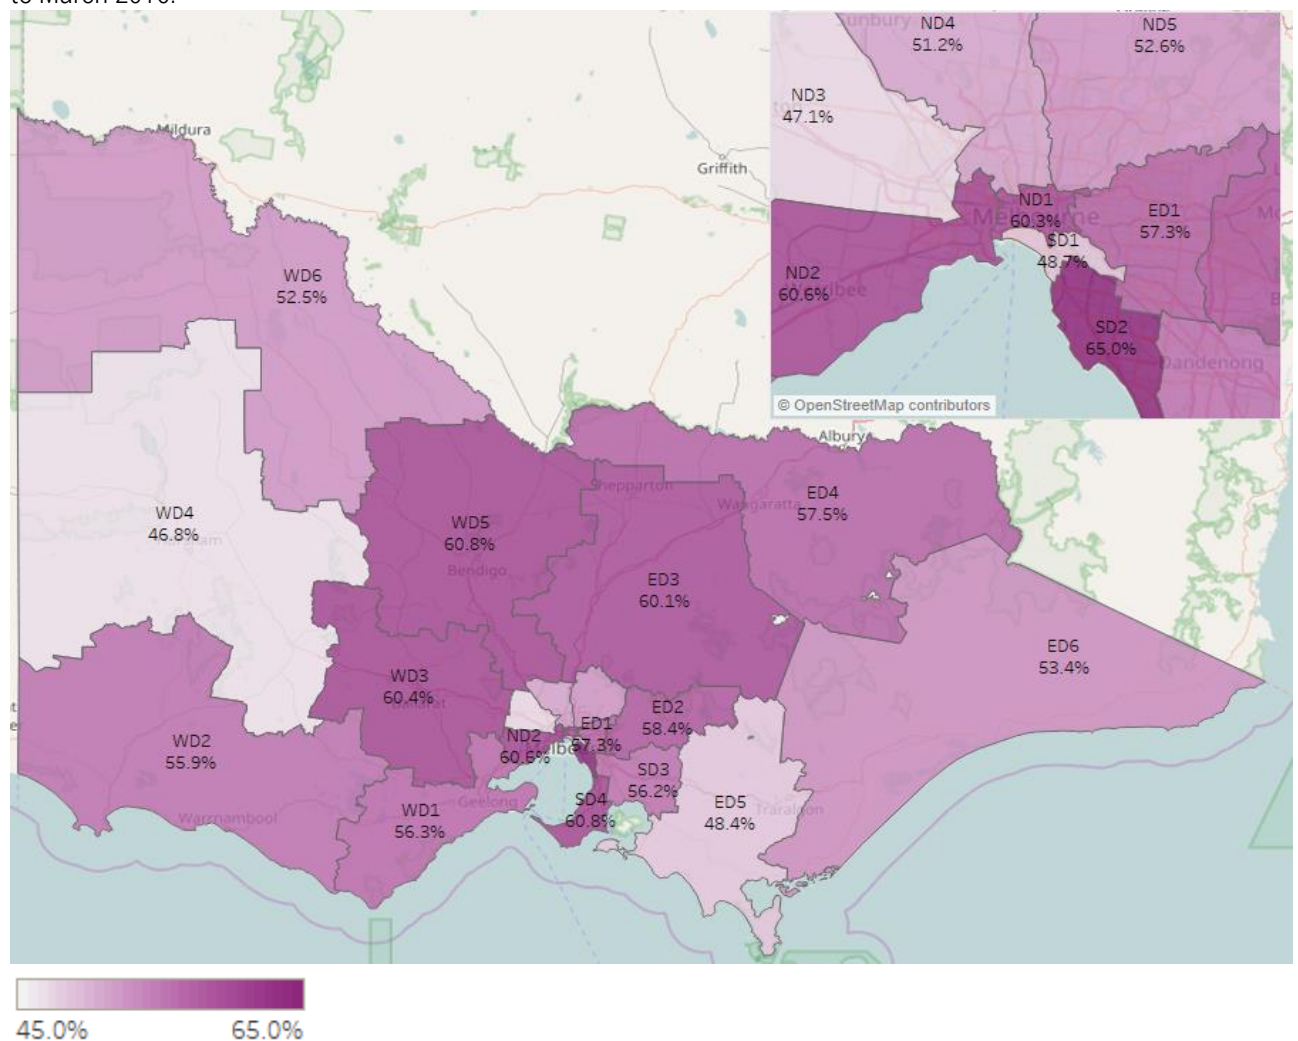 to March 2016.
Sunbury
ND4
51.2%
ND5
52.6%
ND3
47.1%
Mildura
Griffith
ND1
60.3%
Melbourne
ED1
57.3%
SD1
48.7%
WD6
52.5%
ND2
60.6%
SD2
65.0%
Dandenong
© OpenStreetMap contributors
Albury
Shepparton
Wangaratta
ED4
57.5%
WD4
46.8%
WD5
60.8%
Bendigo
ED3
60.1%
ED6
53.4%
WD3
60.4%
WD2
55.9%
ND2
60.6%
ED1
57.3%
ED2
58.4%
SD3
56.2%
SD4
60.8%
ED5
48.4%
Traralgon
WD1
56.3%
Geelong
Warrnambool
45.0%
65.0%